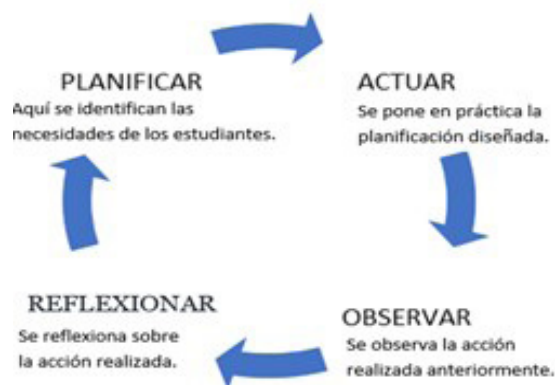 PLANIFICAR
Aquí se identifican las
necesidades de los estudiantes.
ACTUAR
Se pone en práctica la
planificación diseñada.
OBSERVAR
Se observa la acción
realizada anteriormente.
REFLEXIONAR
Se reflexiona sobre
la acción realizada.